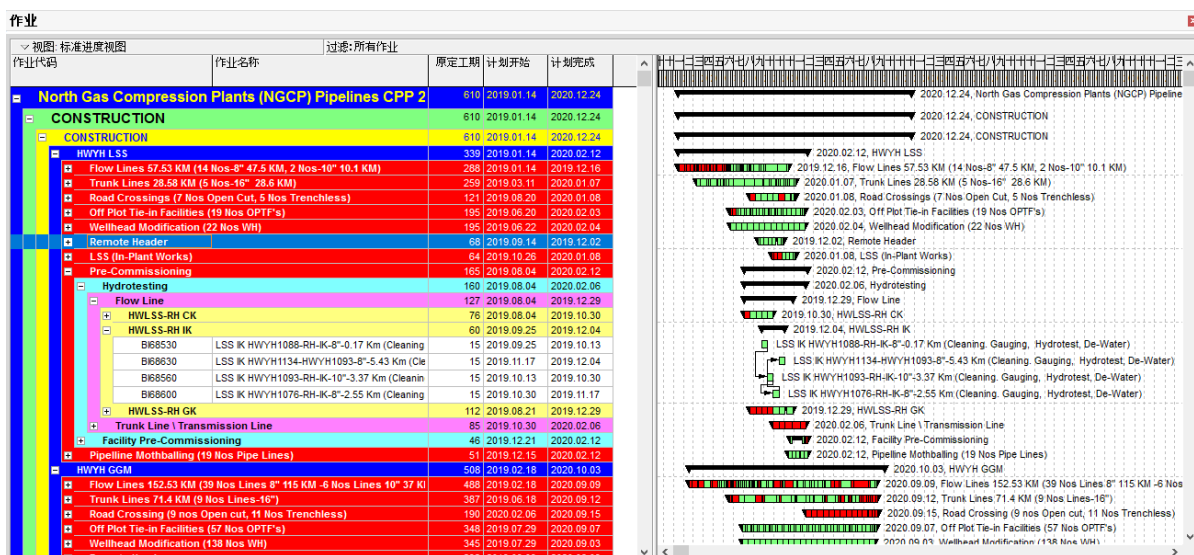 作业
视图: 标准进度视图 过滤:所有作业
作业代码 作业名称 原定工期 计划开始 计划完成
North Gas Compression Plants (NGCP) Pipelines CPP 2 610 2019.01.14 2020.12.24 2020.12.24, North Gas Compression Plants (NGCP) Pipeline
CONSTRUCTION 610 2019.01.14 2020.12.24 2020.12.24, CONSTRUCTION
CONSTRUCTION 610 2019.01.14 2020.12.24 2020.12.24, CONSTRUCTION
HWYH LSS 339 2019.01.14 2020.02.12 2020.02.12, HWYH LSS
Flow Lines 57.53 KM (14 Nos-8" 47.5 KM, 2 Nos-10" 10.1 KM) 288 2019.01.14 2019.12.16 2019.12.16, Flow Lines 57.53 KM (14 Nos-8" 47.5 KM, 2 Nos-10" 10.1 KM)
Trunk Lines 28.58 KM (5 Nos-16" 28.6 KM) 259 2019.03.11 2020.01.07 2020.01.07, Trunk Lines 28.58 KM (5 Nos-16" 28.6 KM)
Road Crossings (7 Nos Open Cut, 5 Nos Trenchless) 121 2019.08.20 2020.01.08 2020.01.08, Road Crossings (7 Nos Open Cut, 5 Nos Trenchless)
Off Plot Tie-in Facilities (19 Nos OPTF's) 195 2019.06.20 2020.02.03 2020.02.03, Off Plot Tie-in Facilities (19 Nos OPTF's)
Wellhead Modification (22 Nos WH) 195 2019.06.22 2020.02.04 2020.02.04, Wellhead Modification (22 Nos WH)
Remote Header 68 2019.09.14 2019.12.02 2019.12.02, Remote Header
LSS (In-Plant Works) 64 2019.10.26 2020.01.08 2020.01.08, LSS (In-Plant Works)
Pre-Commissioning 165 2019.08.04 2020.02.12 2020.02.12, Pre-Commissioning
Hydrotesting 160 2019.08.04 2020.02.06 2020.02.06, Hydrotesting
Flow Line 127 2019.08.04 2019.12.29 2019.12.29, Flow Line
HWLSS-RH CK 76 2019.08.04 2019.10.30 2019.10.30, HWLSS-RH CK
HWLSS-RH IK 60 2019.09.25 2019.12.04 2019.12.04, HWLSS-RH IK
BI68530 LSS IK HWYH1088-RH-IK-8"-0.17 Km (Cleaning 15 2019.09.25 2019.10.13 LSS IK HWYH1088-RH-IK-8"-0.17 Km (Cleaning. Gauging, Hydrotest, De-Water)
BI68630 LSS IK HWYH1134-HWYH1093-8"-5.43 Km (Cle 15 2019.11.17 2019.12.04 LSS IK HWYH1134-HWYH1093-8"-5.43 Km (Cleaning. Gauging, Hydrotest, De-Water)
BI68560 LSS IK HWYH1093-RH-IK-10"-3.37 Km (Cleanin 15 2019.10.13 2019.10.30 LSS IK HWYH1093-RH-IK-10"-3.37 Km (Cleaning. Gauging, Hydrotest, De-Water)
BI68600 LSS IK HWYH1076-RH-IK-8"-2.55 Km (Cleaning 15 2019.10.30 2019.11.17 LSS IK HWYH1076-RH-IK-8"-2.55 Km (Cleaning. Gauging, Hydrotest, De-Water)
HWLSS-RH GK 112 2019.08.21 2019.12.29 2019.12.29, HWLSS-RH GK
Trunk Line \ Transmission Line 85 2019.10.30 2020.02.06 2020.02.06, Trunk Line \ Transmission Line
Facility Pre-Commissioning 46 2019.12.21 2020.02.12 2020.02.12, Facility Pre-Commissioning
Pipelline Mothballing (19 Nos Pipe Lines) 51 2019.12.15 2020.02.12 2020.02.12, Pipelline Mothballing (19 Nos Pipe Lines)
HWYH GGM 508 2019.02.18 2020.10.03 2020.10.03, HWYH GGM
Flow Lines 152.53 KM (39 Nos Lines 8" 115 KM -6 Nos Lines 10" 37 KI 488 2019.02.18 2020.09.09 2020.09.09, Flow Lines 152.53 KM (39 Nos Lines 8" 115 KM -6 Nos
Trunk Lines 71.4 KM (9 Nos Lines-16") 387 2019.06.18 2020.09.12 2020.09.12, Trunk Lines 71.4 KM (9 Nos Lines-16")
Road Crossing (9 nos Open cut, 11 Nos Trenchless) 190 2020.02.06 2020.09.15 2020.09.15, Road Crossing (9 nos Open cut, 11 Nos Trenchless)
Off Plot Tie-in Facilities (57 Nos OPTF's) 348 2019.07.29 2020.09.07 2020.09.07, Off Plot Tie-in Facilities (57 Nos OPTF's)
Wellhead Modification (138 Nos WH) 345 2019.07.29 2020.09.03 2020.09.03, Wellhead Modification (138 Nos WH)